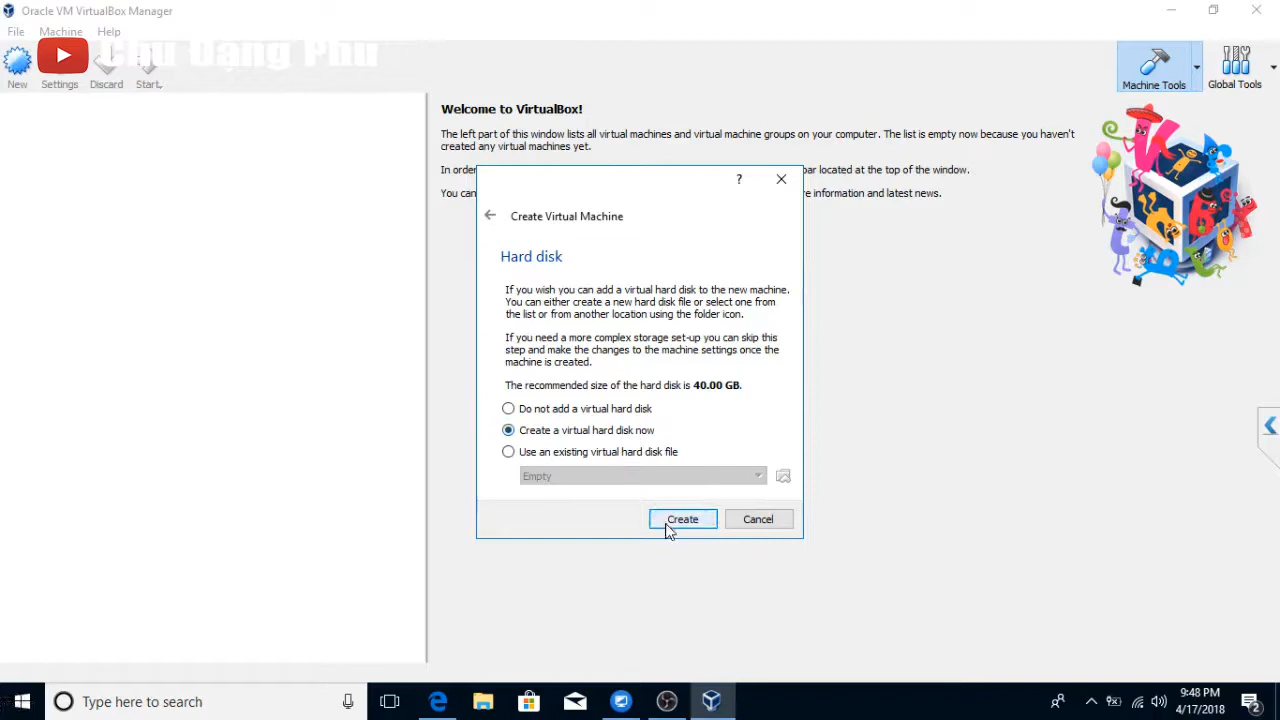 Oracle VM VirtualBox Manager
File Machine Help
Chu Đặng Phú
New Settings Discard Start
Machine Tools Global Tools
Welcome to VirtualBox!
The left part of this window lists all virtual machines and virtual machine groups on your computer. The list is empty now because you haven't
created any virtual machines yet.
In order
bar located at the top of the window.
You can
re information and latest news.
?
Create Virtual Machine
Hard disk
If you wish you can add a virtual hard disk to the new machine.
You can either create a new hard disk file or select one from
the list or from another location using the folder icon.
If you need a more complex storage set-up you can skip this
step and make the changes to the machine settings once the
machine is created.
The recommended size of the hard disk is 40.00 GB.
Do not add a virtual hard disk
Create a virtual hard disk now
Use an existing virtual hard disk file
Empty
Create Cancel
Type here to search
9:48 PM
4/17/2018
2